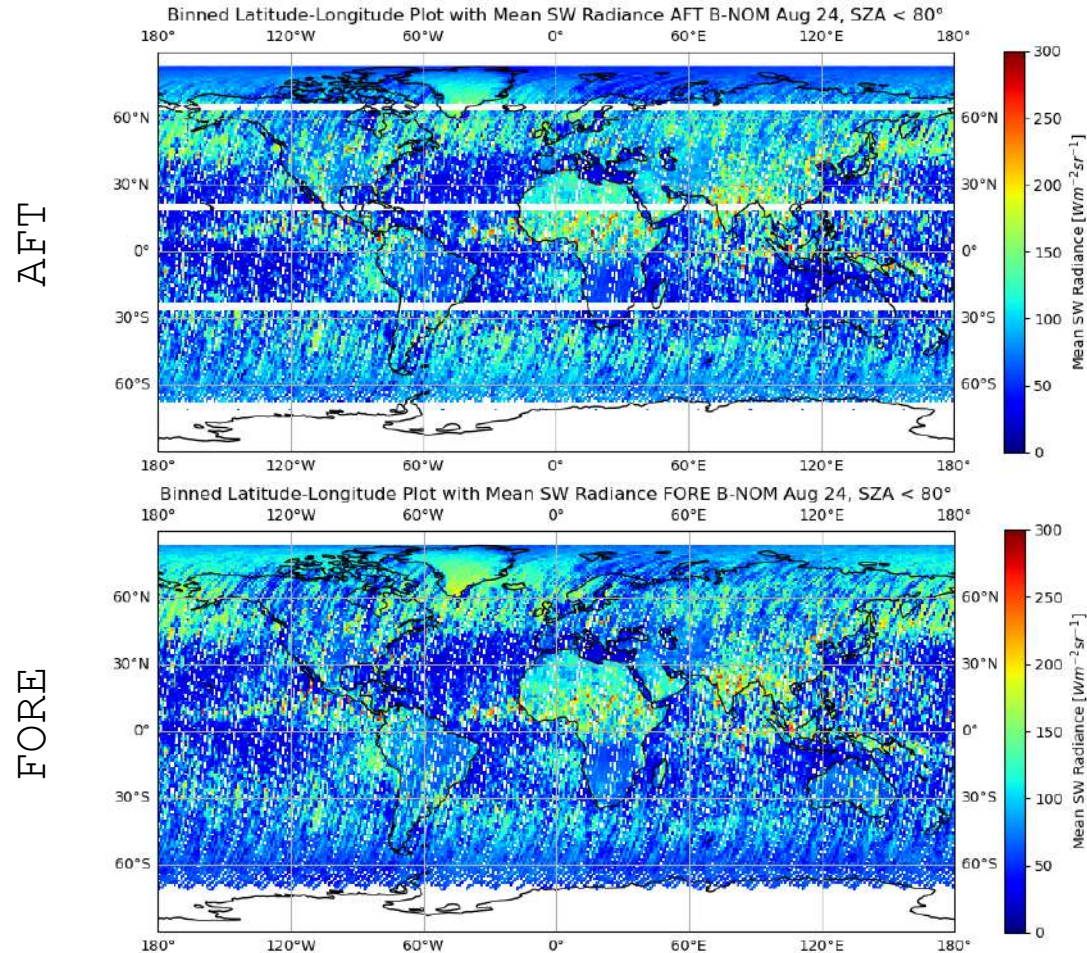 Binned Latitude-Longitude Plot with Mean SW Radiance AFT B-NOM Aug 24, SZA < 80°
180° 120°W 60°W 0° 60°E 120°E 180°
AFT
60°N 60°N
30°N 30°N
0° 0°
30°S 30°S
60°S 60°S
180° 120°W 60°W 0° 60°E 120°E 180°
300
250
200
150
100
50
0
Mean SW Radiance [Wm⁻²sr⁻¹]
Binned Latitude-Longitude Plot with Mean SW Radiance FORE B-NOM Aug 24, SZA < 80°
180° 120°W 60°W 0° 60°E 120°E 180°
FORE
60°N 60°N
30°N 30°N
0° 0°
30°S 30°S
60°S 60°S
180° 120°W 60°W 0° 60°E 120°E 180°
300
250
200
150
100
50
0
Mean SW Radiance [Wm⁻²sr⁻¹]